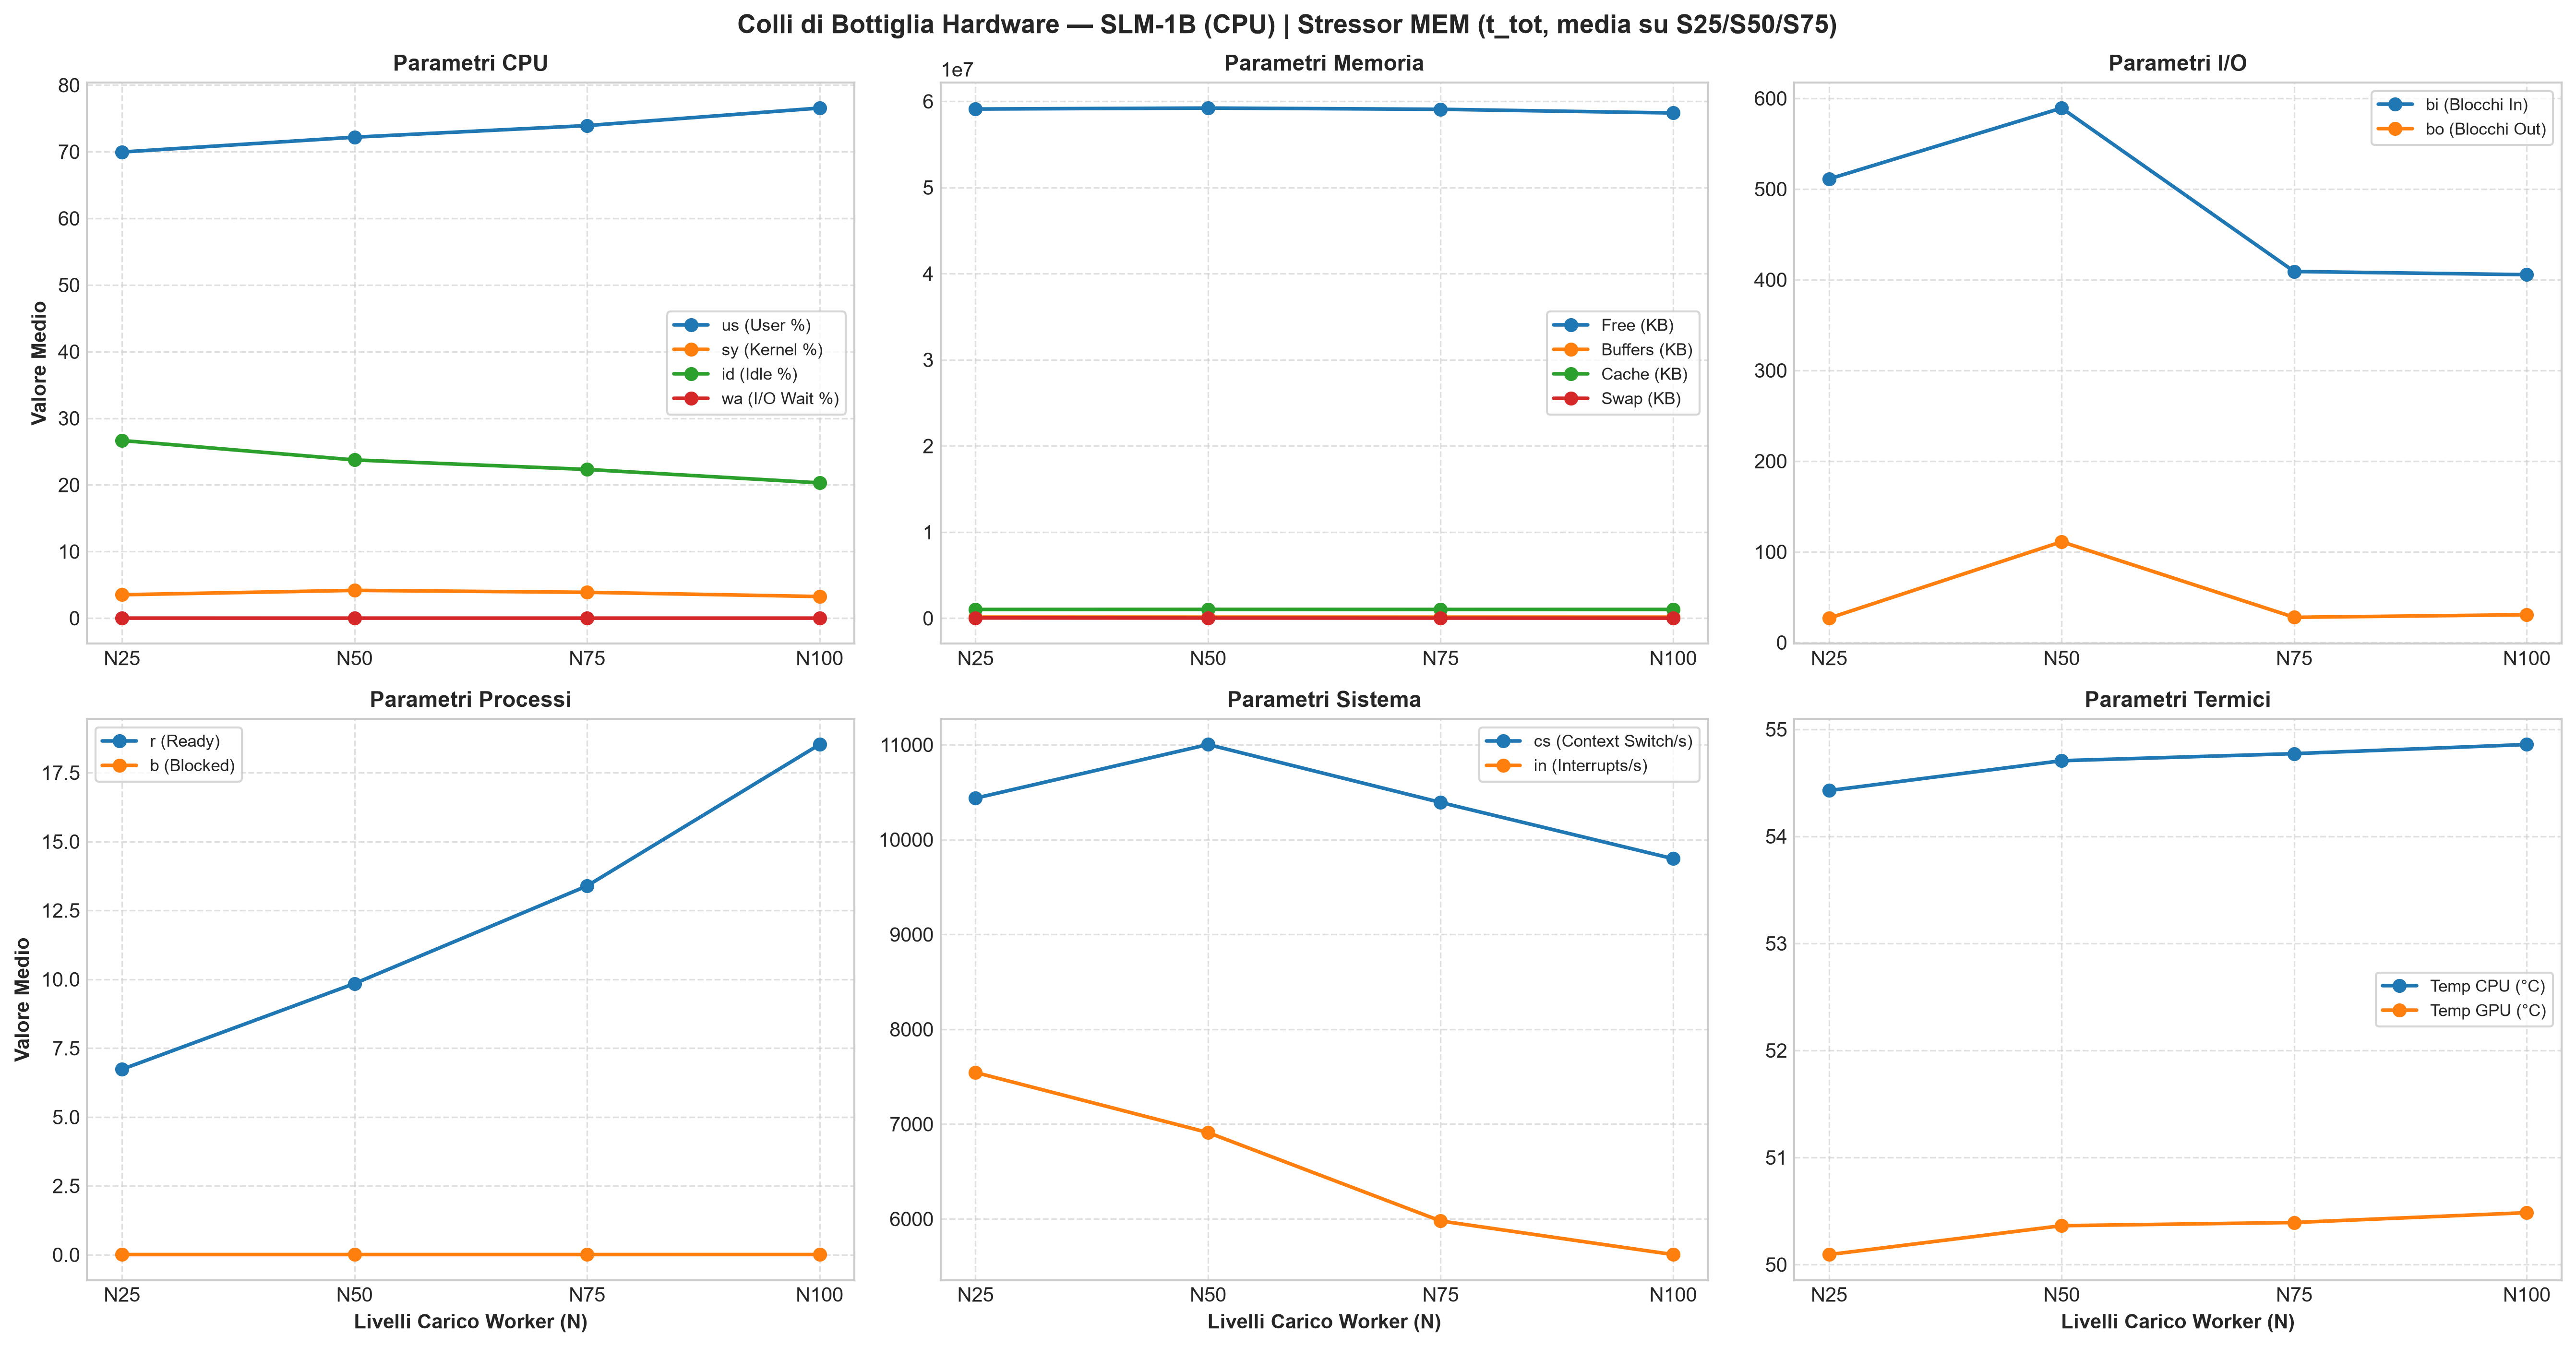 Colli di Bottiglia Hardware — SLM-1B (CPU) | Stressor MEM (t_tot, media su S25/S50/S75)
Parametri CPU
Valore Medio
80
70
60
50
40
30
20
10
0
us (User %)
sy (Kernel %)
id (Idle %)
wa (I/O Wait %)
N25 N50 N75 N100
Parametri Memoria
1e7
6
5
4
3
2
1
0
Free (KB)
Buffers (KB)
Cache (KB)
Swap (KB)
N25 N50 N75 N100
Parametri I/O
600
500
400
300
200
100
0
bi (Blocchi In)
bo (Blocchi Out)
N25 N50 N75 N100
Parametri Processi
Valore Medio
17.5
15.0
12.5
10.0
7.5
5.0
2.5
0.0
r (Ready)
b (Blocked)
N25 N50 N75 N100
Livelli Carico Worker (N)
Parametri Sistema
11000
10000
9000
8000
7000
6000
cs (Context Switch/s)
in (Interrupts/s)
N25 N50 N75 N100
Livelli Carico Worker (N)
Parametri Termici
55
54
53
52
51
50
Temp CPU (°C)
Temp GPU (°C)
N25 N50 N75 N100
Livelli Carico Worker (N)